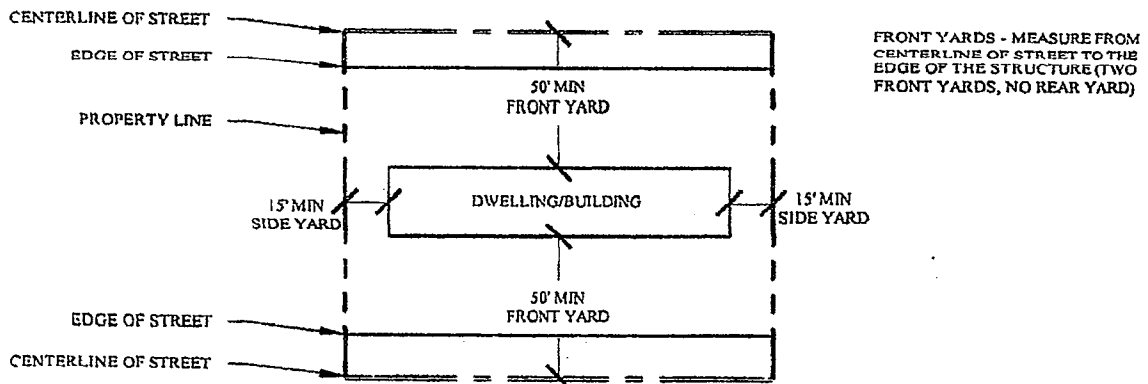 CENTERLINE OF STREET
EDGE OF STREET
PROPERTY LINE
50' MIN
FRONT YARD
FRONT YARDS - MEASURE FROM
CENTERLINE OF STREET TO THE
EDGE OF THE STRUCTURE (TWO
FRONT YARDS, NO REAR YARD)
15' MIN
SIDE YARD
DWELLING/BUILDING
15' MIN
SIDE YARD
50' MIN
FRONT YARD
EDGE OF STREET
CENTERLINE OF STREET